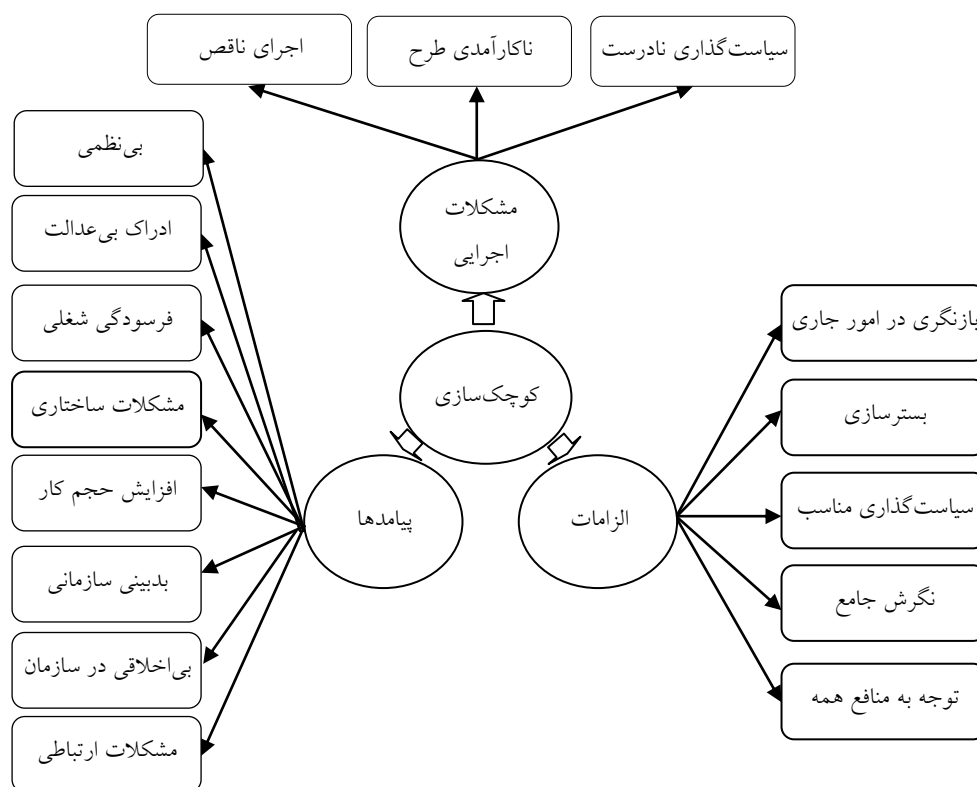 سیاست‌گذاری نادرست
ناکارآمدی طرح
اجرای ناقص
مشکلات
اجرایی
کوچک‌سازی
الزامات
پیامدها
بازنگری در امور جاری
بسترسازی
سیاست‌گذاری مناسب
نگرش جامع
توجه به منافع همه
بی‌نظمی
ادراک بی‌عدالت
فرسودگی شغلی
مشکلات ساختاری
افزایش حجم کار
بدبینی سازمانی
بی‌اخلاقی در سازمان
مشکلات ارتباطی